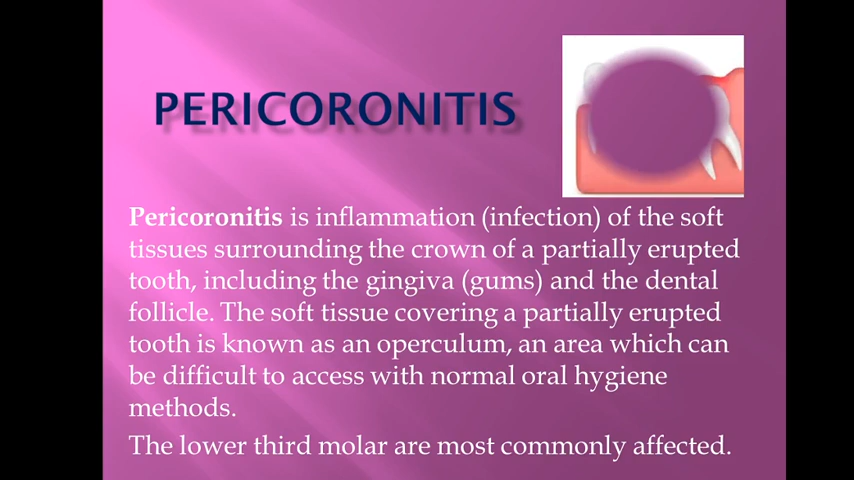 PERICORONITIS
Pericoronitis is inflammation (infection) of the soft
tissues surrounding the crown of a partially erupted
tooth, including the gingiva (gums) and the dental
follicle. The soft tissue covering a partially erupted
tooth is known as an operculum, an area which can
be difficult to access with normal oral hygiene
methods.
The lower third molar are most commonly affected.